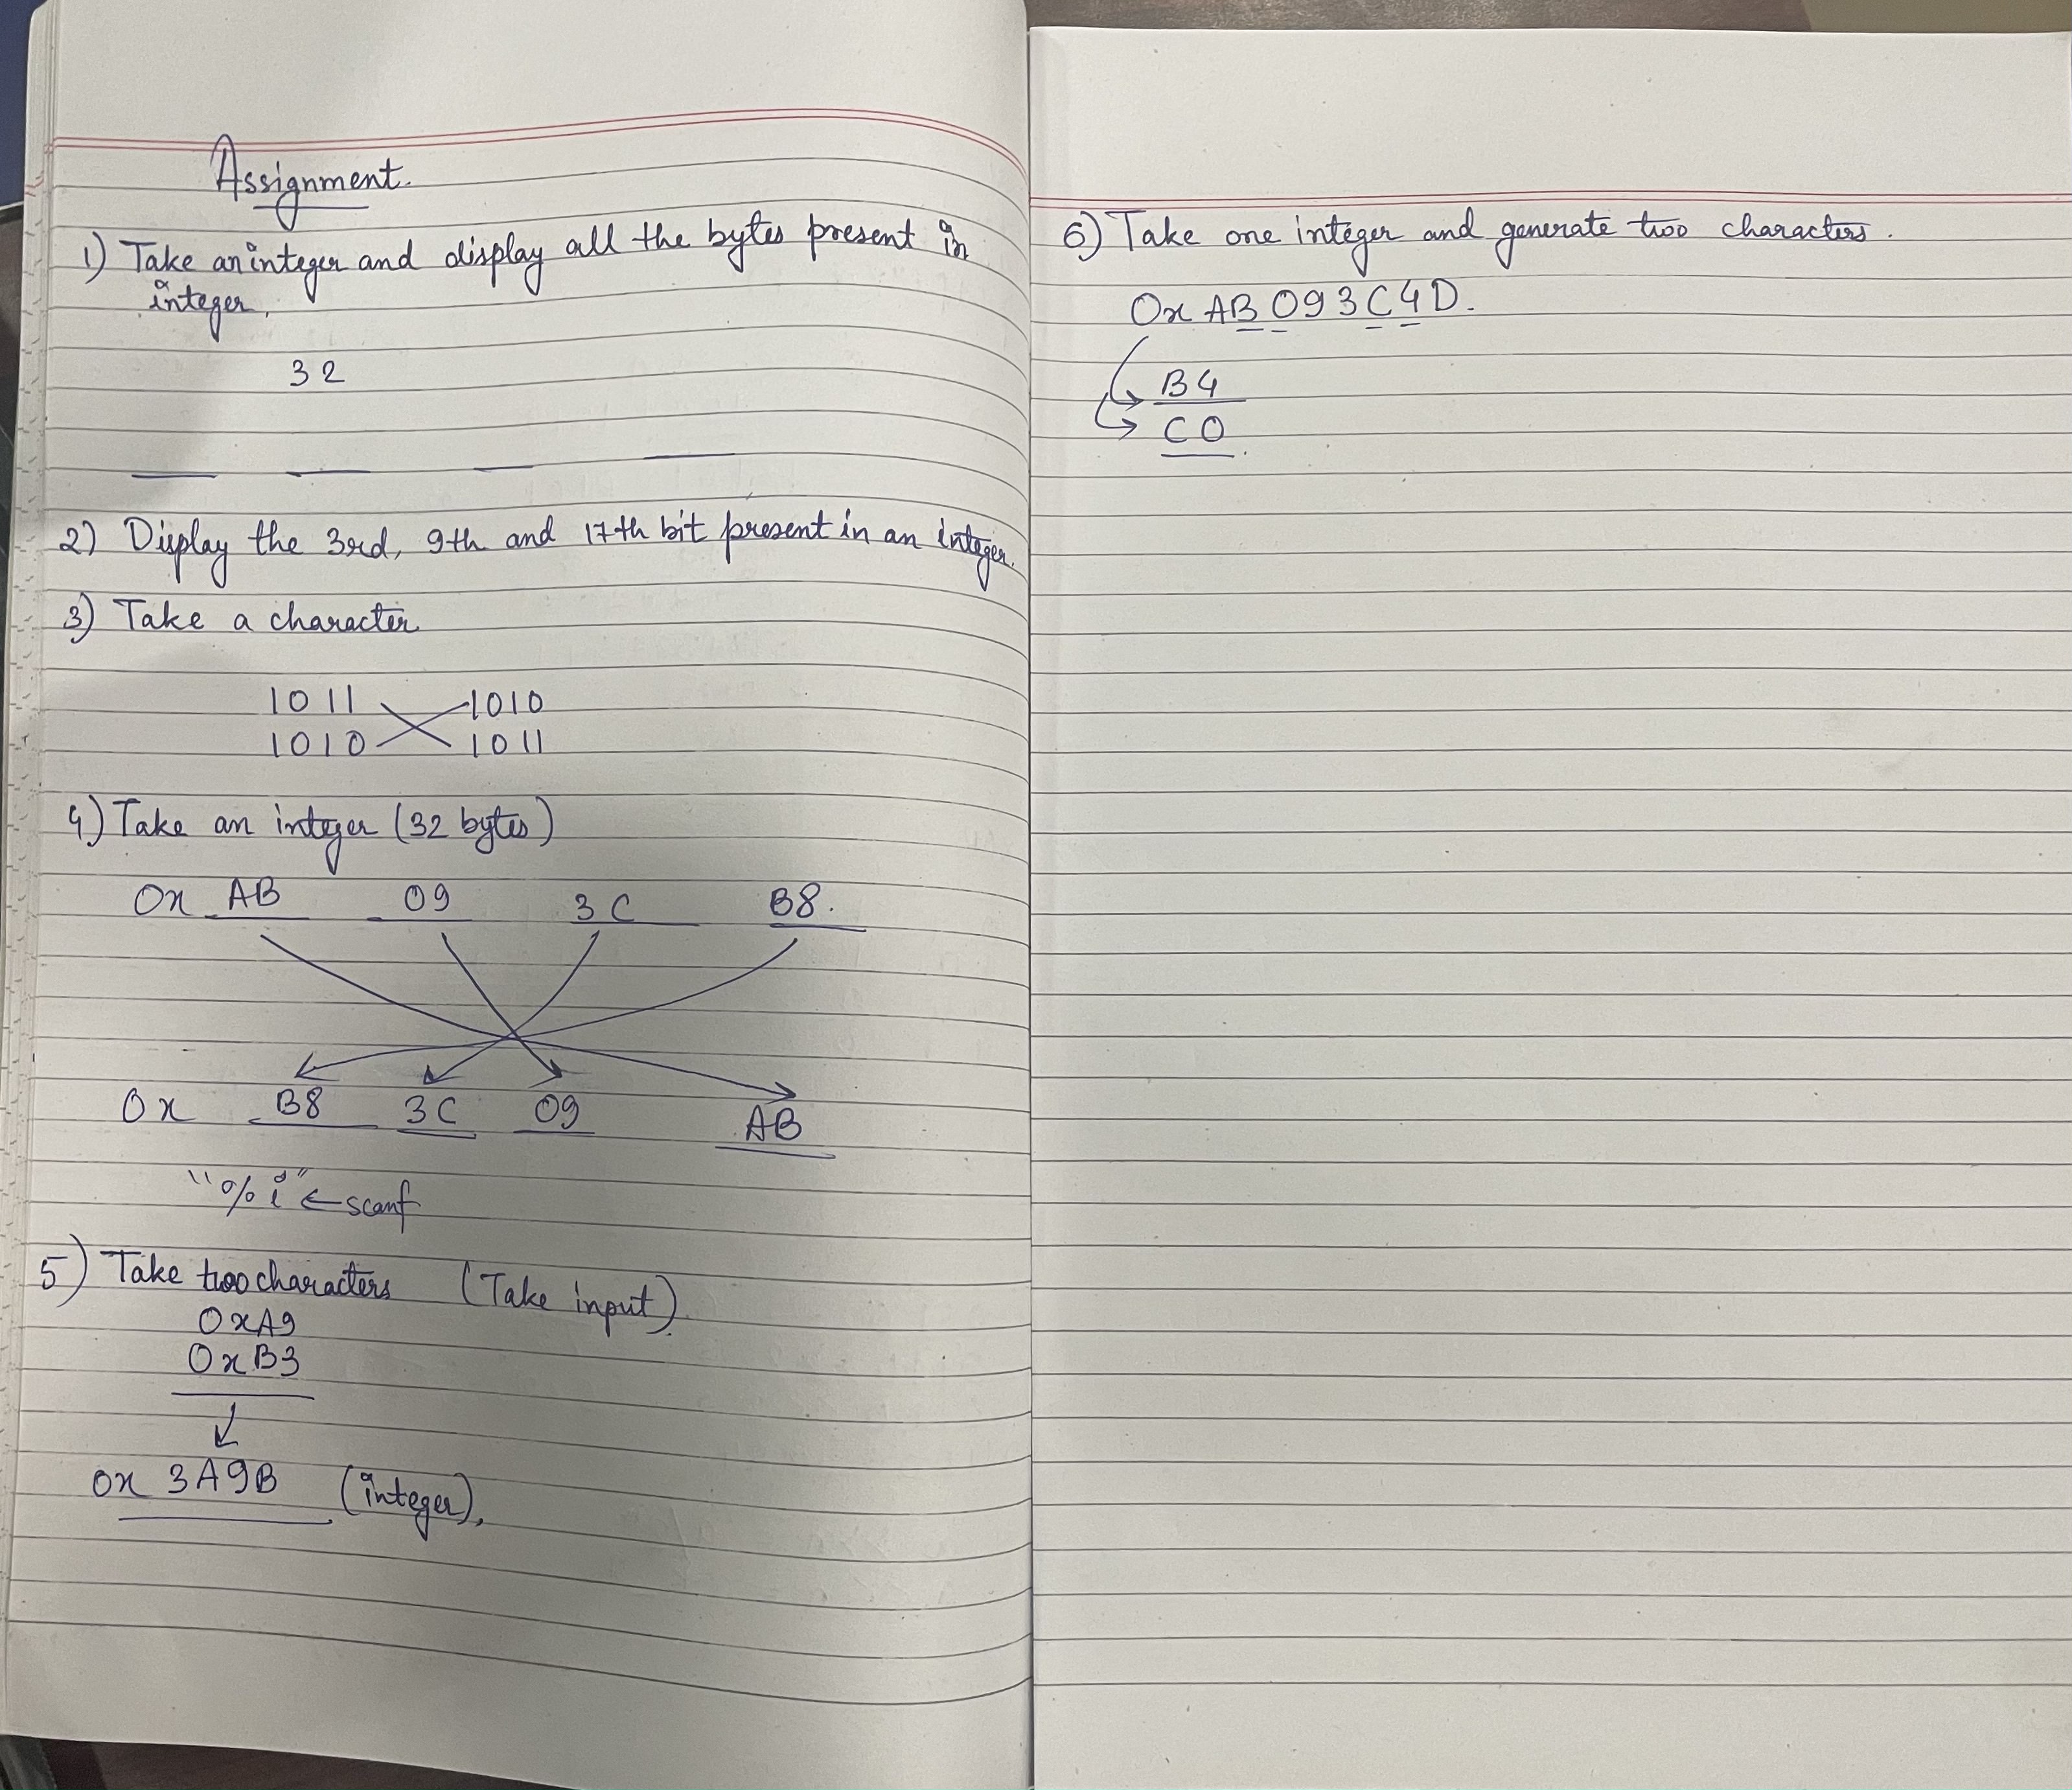 Assignment.
1) Take an integer and display all the bytes present in
integer.
32
2) Display the 3rd, 9th and 17th bit present in an integer.
3) Take a character
1011 1010
1010 1011
4) Take an integer (32 bytes)
0x AB 09 3C B8.
0x B8 3C 09 AB
"%i" ← scanf
5) Take two characters (Take input).
0xA9
0xB3
0x 3A9B (integer).
6) Take one integer and generate two characters.
0x AB093C4D.
B4
C0.